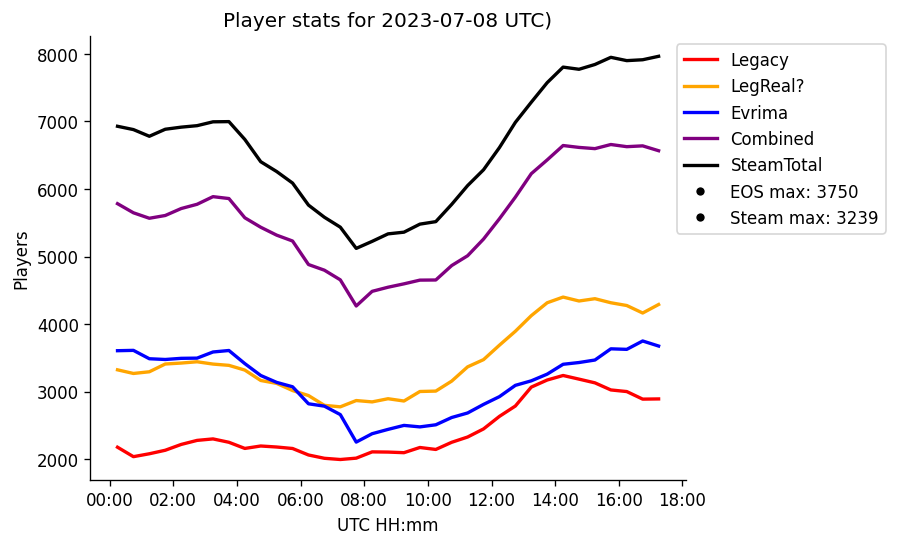 Player stats for 2023-07-08 UTC)
Players
8000
7000
6000
5000
4000
3000
2000
00:00 02:00 04:00 06:00 08:00 10:00 12:00 14:00 16:00 18:00
UTC HH:mm
Legacy
LegReal?
Evrima
Combined
SteamTotal
EOS max: 3750
Steam max: 3239